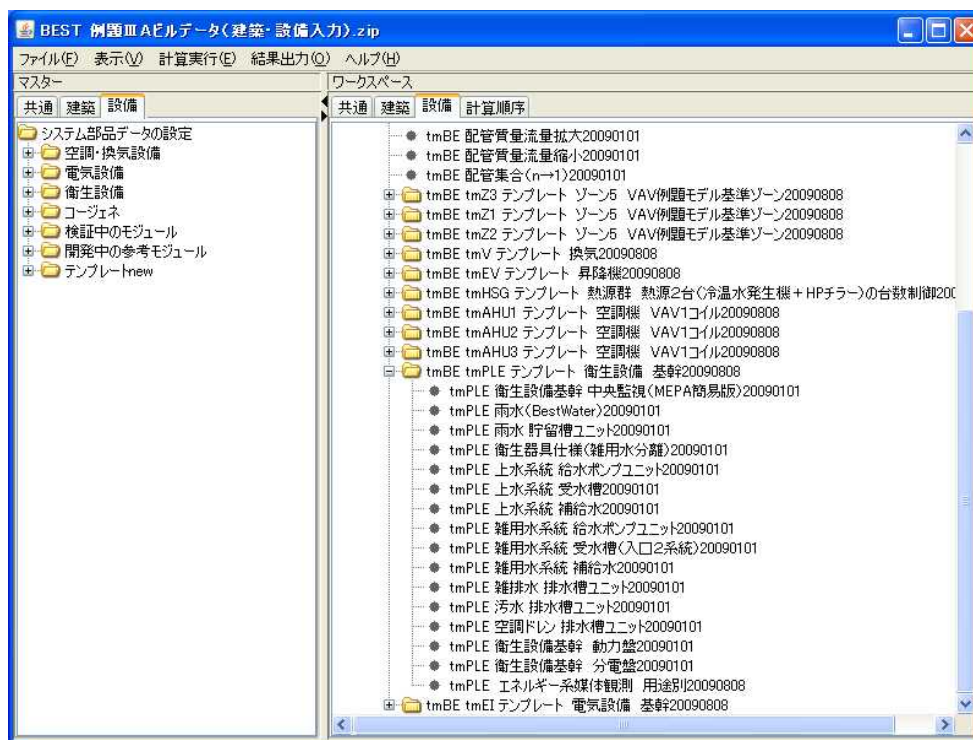 BEST 例題Ⅲ Aビルデータ(建築・設備入力).zip
ファイル(F) 表示(V) 計算実行(E) 結果出力(O) ヘルプ(H)
マスター
共通 建築 設備
システム部品データの設定
空調・換気設備
電気設備
衛生設備
コージェネ
検証中のモジュール
開発中の参考モジュール
テンプレートnew
ワークスペース
共通 建築 設備 計算順序
tmBE 配管質量流量拡大20090101
tmBE 配管質量流量縮小20090101
tmBE 配管集合(n→1)20090101
tmBE tmZ3 テンプレート ゾーン5 VAV例題モデル基準ゾーン20090808
tmBE tmZ1 テンプレート ゾーン5 VAV例題モデル基準ゾーン20090808
tmBE tmZ2 テンプレート ゾーン5 VAV例題モデル基準ゾーン20090808
tmBE tmV テンプレート 換気20090808
tmBE tmEV テンプレート 昇降機20090808
tmBE tmHSG テンプレート 熱源群 熱源2台(冷温水発生機+HPチラー)の台数制御200
tmBE tmAHU1 テンプレート 空調機 VAV1コイル20090808
tmBE tmAHU2 テンプレート 空調機 VAV1コイル20090808
tmBE tmAHU3 テンプレート 空調機 VAV1コイル20090808
tmBE tmPLE テンプレート 衛生設備 基幹20090808
tmPLE 衛生設備基幹 中央監視(MEPA簡易版)20090101
tmPLE 雨水(BestWater)20090101
tmPLE 雨水 貯留槽ユニット20090101
tmPLE 衛生器具仕様(雑用水分離)20090101
tmPLE 上水系統 給水ポンプユニット20090101
tmPLE 上水系統 受水槽20090101
tmPLE 上水系統 補給水20090101
tmPLE 雑用水系統 給水ポンプユニット20090101
tmPLE 雑用水系統 受水槽(入口2系統)20090101
tmPLE 雑用水系統 補給水20090101
tmPLE 雑排水 排水槽ユニット20090101
tmPLE 汚水 排水槽ユニット20090101
tmPLE 空調ドレン 排水槽ユニット20090101
tmPLE 衛生設備基幹 動力盤20090101
tmPLE 衛生設備基幹 分電盤20090101
tmPLE エネルギー系媒体観測 用途別20090808
tmBE tmEI テンプレート 電気設備 基幹20090808